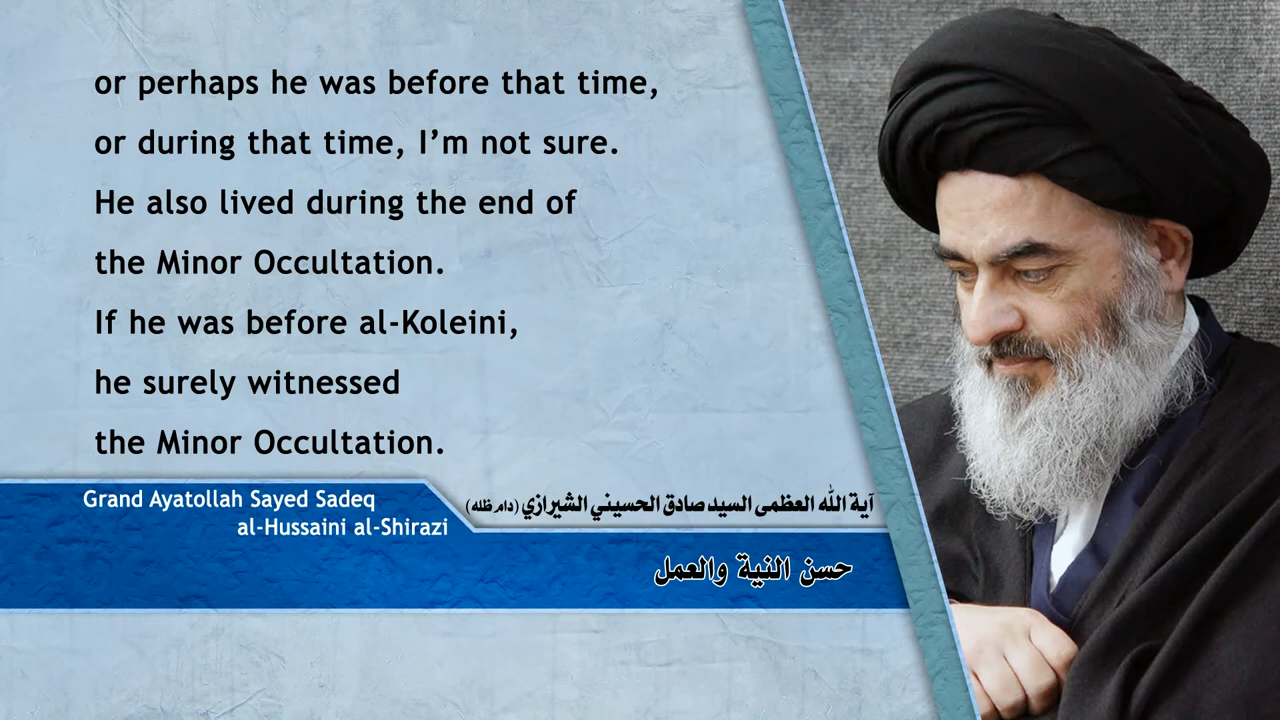 or perhaps he was before that time,
or during that time, I’m not sure.
He also lived during the end of
the Minor Occultation.
If he was before al-Koleini,
he surely witnessed
the Minor Occultation.
Grand Ayatollah Sayed Sadeq
al-Hussaini al-Shirazi
آية الله العظمى السيد صادق الحسيني الشيرازي (دام ظله)
حسن النية والعمل